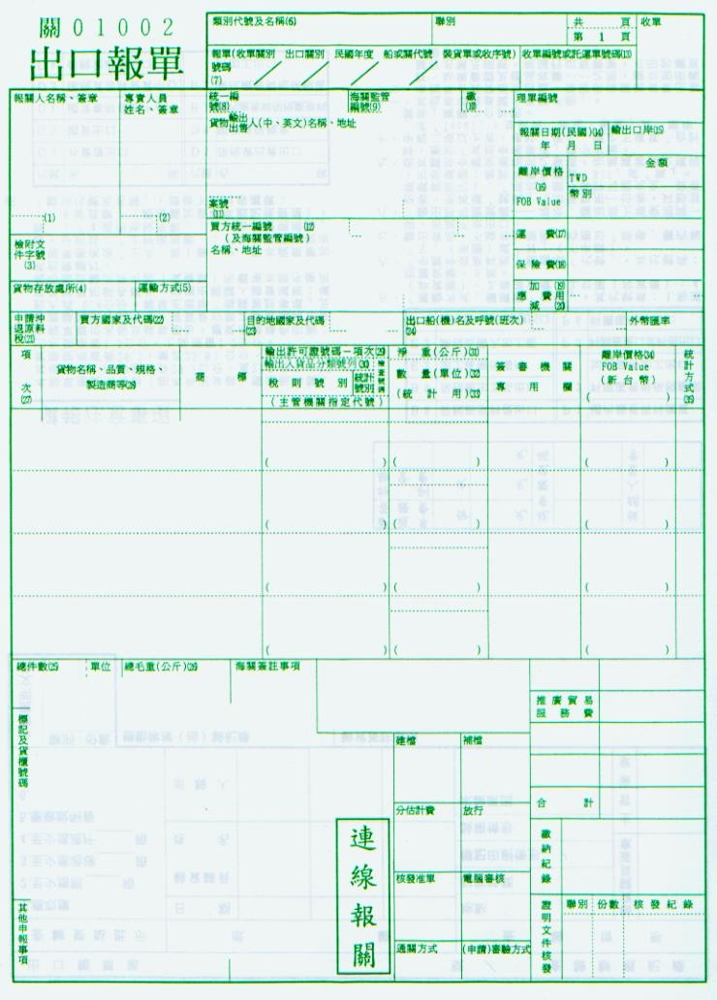 關 01002
出口報單
類別代號及名稱(6)
聯別
共 頁
第 1 頁
收單
報單(收單關別 出口關別 民國年度 船或關代號 裝貨單或收序號)
號碼
(7)
收單編號或託運單號碼(13)
報關人名稱、簽章
專責人員
姓名、簽章
(1)
(2)
統一編
號(8)
海關監管
編號(9)
繳
(10)
理單編號
貨物輸出
出售人(中、英文)名稱、地址
案號
(11)
報關日期(民國)(14)
年 月 日
輸出口岸(15)
離岸價格
(16)
FOB Value
金額
TWD
幣別
檢附文
件字號
(3)
買方統一編號 (12)
(及海關監管編號)
名稱、地址
運 費(17)
保險費(18)
貨物存放處所(4)
運輸方式(5)
應
加(19)
減(20)
費用
申請沖
退原料
稅(21)
買方國家及代碼(22)
目的地國家及代碼
(23)
出口船(機)名及呼號(班次)
(24)
外幣匯率
項
次(27)
貨物名稱、品質、規格、
製造商等(28)
商 標
輸出許可證號碼－項次(29)
輸出入貨品分類號列(30)
稅則號別
統計
號別
檢查號碼
(主管機關指定代號)
淨 重(公斤)(31)
數 量(單位)(32)
(統 計 用)(33)
簽審機關
專用欄
離岸價格(34)
FOB Value
(新台幣)
( )
統計方式(35)
( ) ( ) ( )
( ) ( ) ( )
( ) ( ) ( )
( ) ( ) ( )
總件數(25)
單位
總毛重(公斤)(26)
海關簽註事項
標記及貨櫃號碼
其他申報事項
推廣貿易
服務費
建檔
補檔
分估計費
放行
合 計
繳納紀錄
連線報關
核發准單
電腦審核
證明文件核發
聯別
份數
核發紀錄
通關方式
(申請)審驗方式